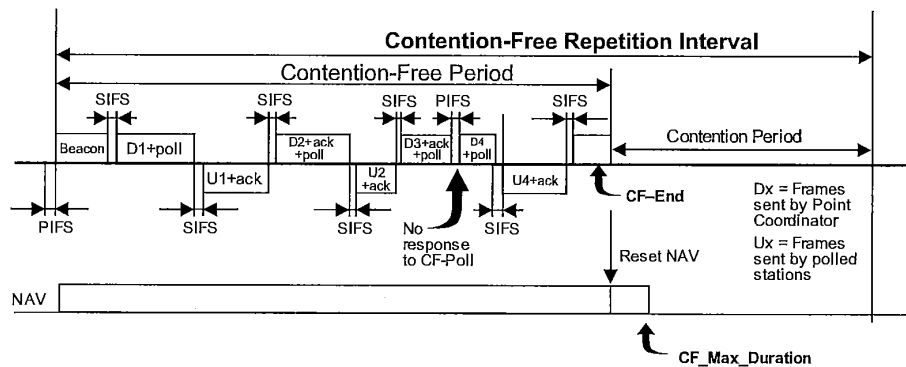 Contention-Free Repetition Interval
Contention-Free Period
SIFS
SIFS
SIFS
PIFS
SIFS
Contention Period
Beacon
D1+poll
D2+ack
+poll
D3+ack
+poll
D4
+poll
U1+ack
U2
+ack
U4+ack
CF–End
PIFS
SIFS
SIFS
No
response
to CF-Poll
SIFS
Dx = Frames
sent by Point
Coordinator
Ux = Frames
sent by polled
stations
Reset NAV
NAV
CF_Max_Duration